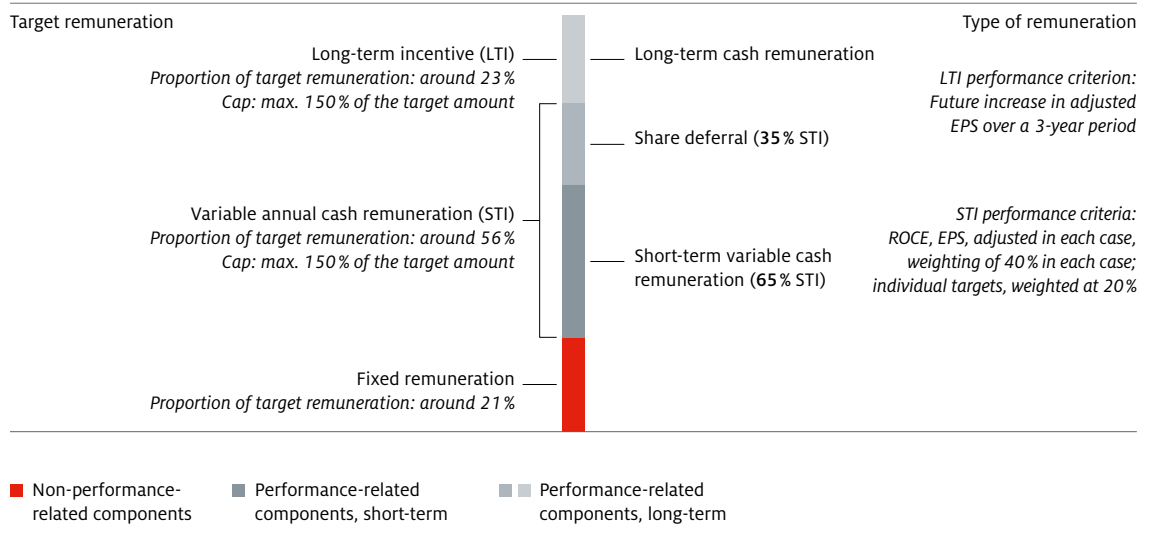 Target remuneration
Type of remuneration
Long-term incentive (LTI)
Proportion of target remuneration: around 23%
Cap: max. 150% of the target amount
Long-term cash remuneration
LTI performance criterion:
Future increase in adjusted
EPS over a 3-year period
Share deferral (35% STI)
Variable annual cash remuneration (STI)
Proportion of target remuneration: around 56%
Cap: max. 150% of the target amount
Short-term variable cash
remuneration (65% STI)
STI performance criteria:
ROCE, EPS, adjusted in each case,
weighting of 40% in each case;
individual targets, weighted at 20%
Fixed remuneration
Proportion of target remuneration: around 21%
Non-performance-
related components
Performance-related
components, short-term
Performance-related
components, long-term